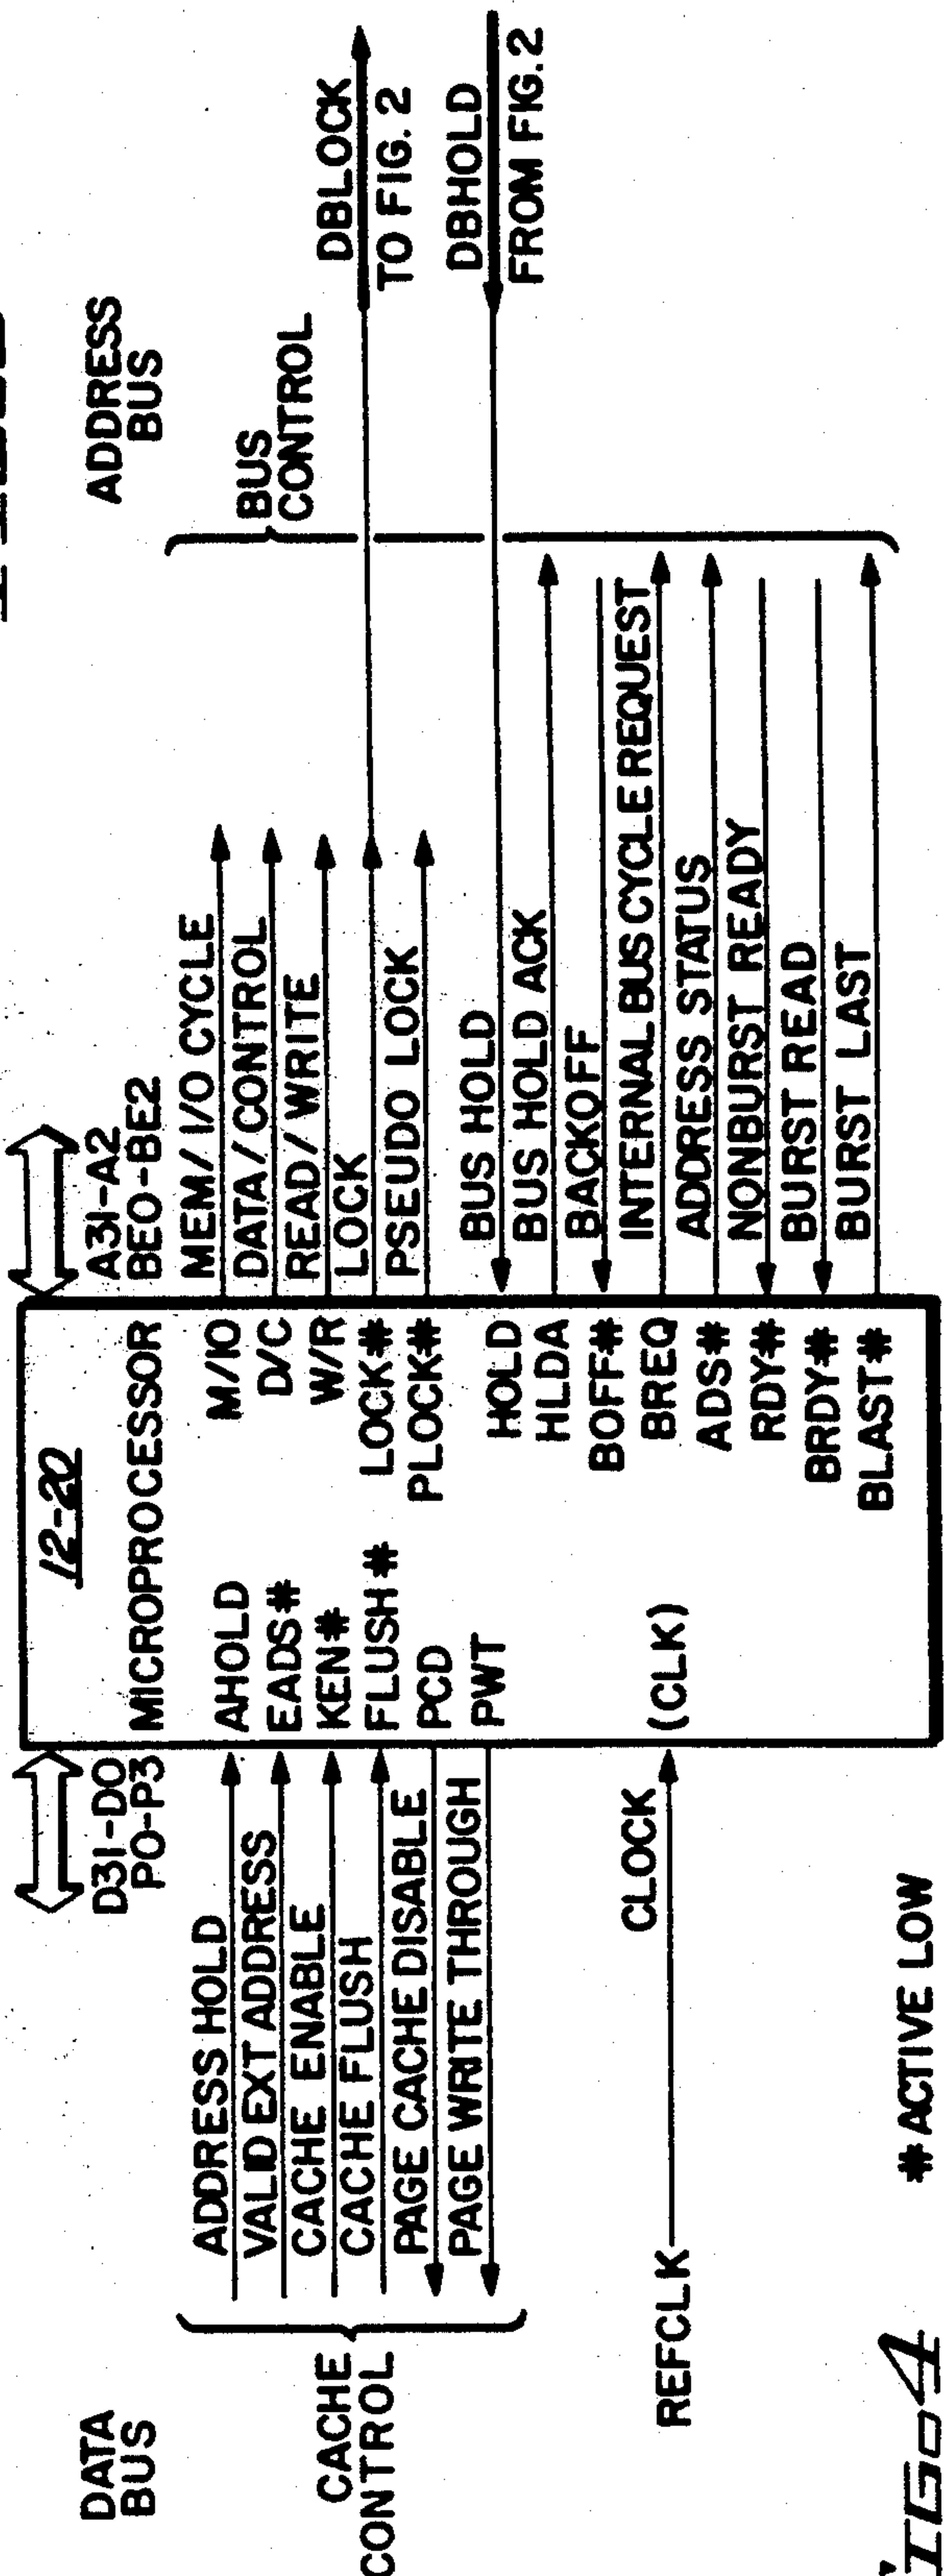 DATA
BUS
D31-D0
P0-P3
12-20
MICROPROCESSOR
A31-A2
BE0-BE2
ADDRESS
BUS
CACHE
CONTROL
ADDRESS HOLD
VALID EXT ADDRESS
CACHE ENABLE
CACHE FLUSH
PAGE CACHE DISABLE
PAGE WRITE THROUGH
AHOLD
EADS#
KEN#
FLUSH#
PCD
PWT
REFCLK
CLOCK
(CLK)
M/IO
D/C
W/R
LOCK#
PLOCK#
HOLD
HLDA
BOFF#
BREQ
ADS#
RDY#
BRDY#
BLAST#
MEM/ I/O CYCLE
DATA/CONTROL
READ/ WRITE
LOCK
PSEUDO LOCK
BUS HOLD
BUS HOLD ACK
BACKOFF
INTERNAL BUS CYCLE REQUEST
ADDRESS STATUS
NONBURST READY
BURST READ
BURST LAST
BUS
CONTROL
DBLOCK
TO FIG. 2
DBHOLD
FROM FIG. 2
# ACTIVE LOW